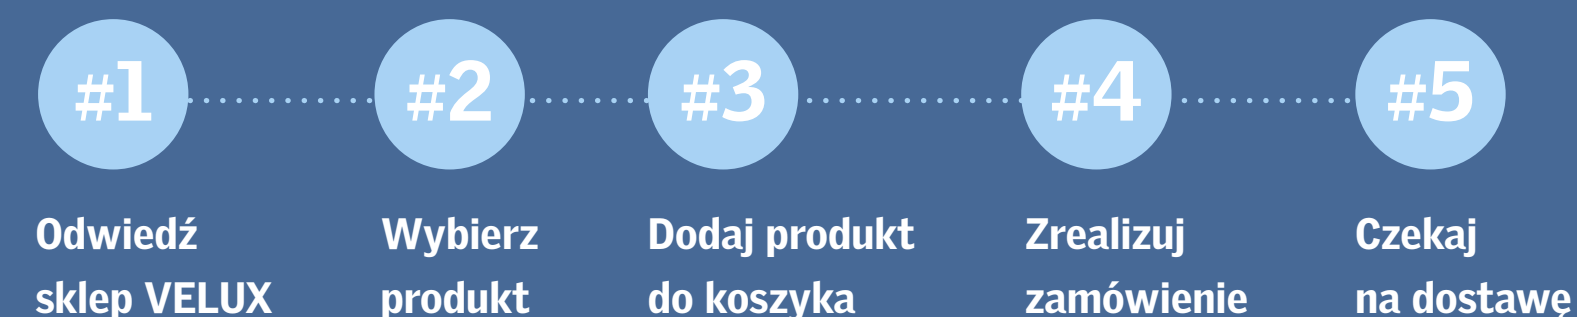 #1
Odwiedź
sklep VELUX
#2
Wybierz
produkt
#3
Dodaj produkt
do koszyka
#4
Zrealizuj
zamówienie
#5
Czekaj
na dostawę